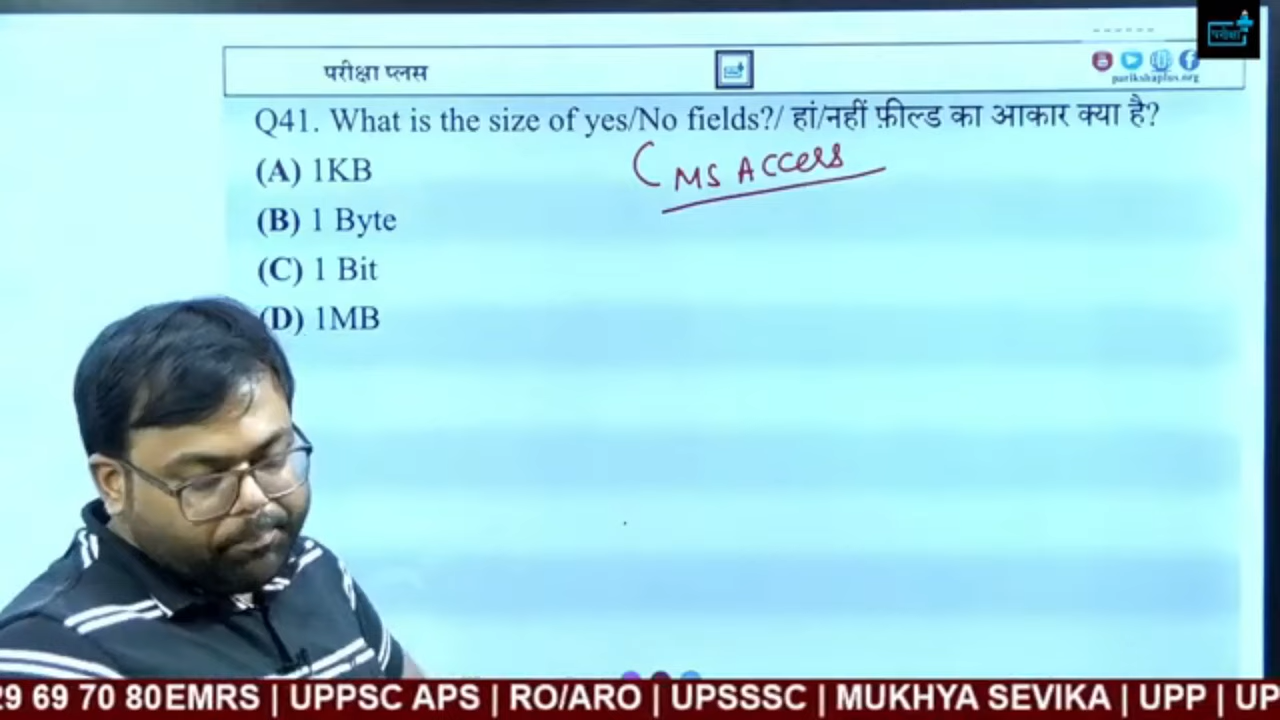 परीक्षा
परीक्षा प्लस
parikshaplus.org
Q41. What is the size of yes/No fields?/ हां/नहीं फ़ील्ड का आकार क्या है?
(MS Access
(A) 1KB
(B) 1 Byte
(C) 1 Bit
(D) 1MB
29 69 70 80EMRS | UPPSC APS | RO/ARO | UPSSSC | MUKHYA SEVIKA | UPP | UP